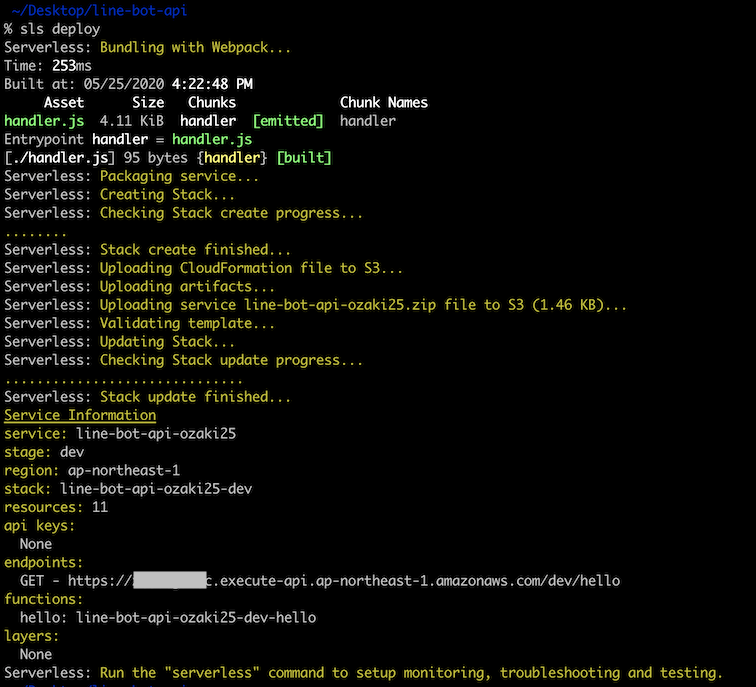 ~/Desktop/line-bot-api
% sls deploy
Serverless: Bundling with Webpack...
Time: 253ms
Built at: 05/25/2020 4:22:48 PM
Asset Size Chunks Chunk Names
handler.js 4.11 KiB handler [emitted] handler
Entrypoint handler = handler.js
[./handler.js] 95 bytes {handler} [built]
Serverless: Packaging service...
Serverless: Creating Stack...
Serverless: Checking Stack create progress...
........
Serverless: Stack create finished...
Serverless: Uploading CloudFormation file to S3...
Serverless: Uploading artifacts...
Serverless: Uploading service line-bot-api-ozaki25.zip file to S3 (1.46 KB)...
Serverless: Validating template...
Serverless: Updating Stack...
Serverless: Checking Stack update progress...
..............................
Serverless: Stack update finished...
Service Information
service: line-bot-api-ozaki25
stage: dev
region: ap-northeast-1
stack: line-bot-api-ozaki25-dev
resources: 11
api keys:
None
endpoints:
GET - https://c.execute-api.ap-northeast-1.amazonaws.com/dev/hello
functions:
hello: line-bot-api-ozaki25-dev-hello
layers:
None
Serverless: Run the "serverless" command to setup monitoring, troubleshooting and testing.